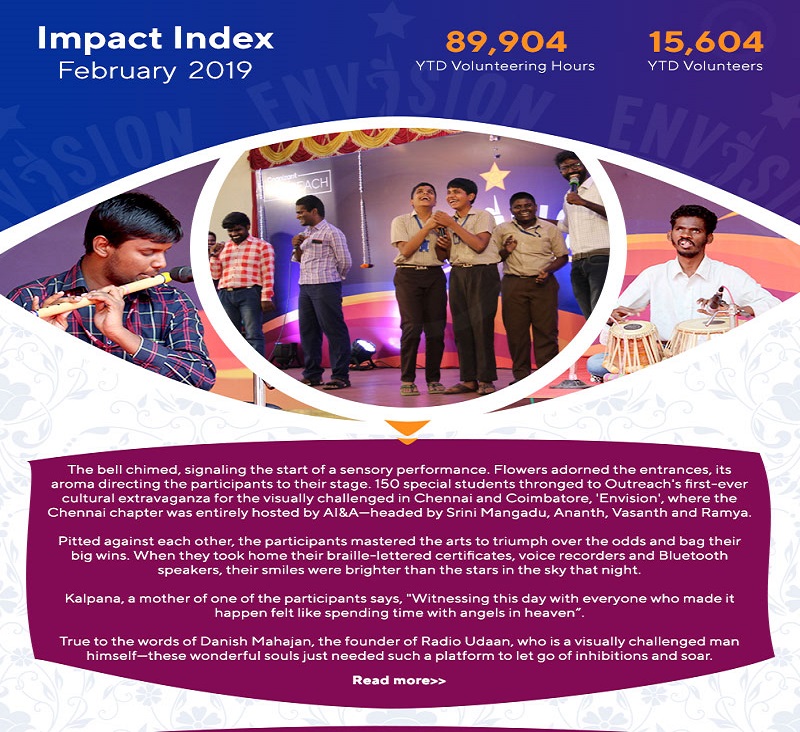 Impact Index
February 2019
89,904
YTD Volunteering Hours
15,604
YTD Volunteers
ENVISION
ENVISION
ENVISION
The bell chimed, signaling the start of a sensory performance. Flowers adorned the entrances, its
aroma directing the participants to their stage. 150 special students thronged to Outreach's first-ever
cultural extravaganza for the visually challenged in Chennai and Coimbatore, 'Envision', where the
Chennai chapter was entirely hosted by AI&A—headed by Srini Mangadu, Ananth, Vasanth and Ramya.
Pitted against each other, the participants mastered the arts to triumph over the odds and bag their
big wins. When they took home their braille-lettered certificates, voice recorders and Bluetooth
speakers, their smiles were brighter than the stars in the sky that night.
Kalpana, a mother of one of the participants says, "Witnessing this day with everyone who made it
happen felt like spending time with angels in heaven”.
True to the words of Danish Mahajan, the founder of Radio Udaan, who is a visually challenged man
himself—these wonderful souls just needed such a platform to let go of inhibitions and soar.
Read more>>